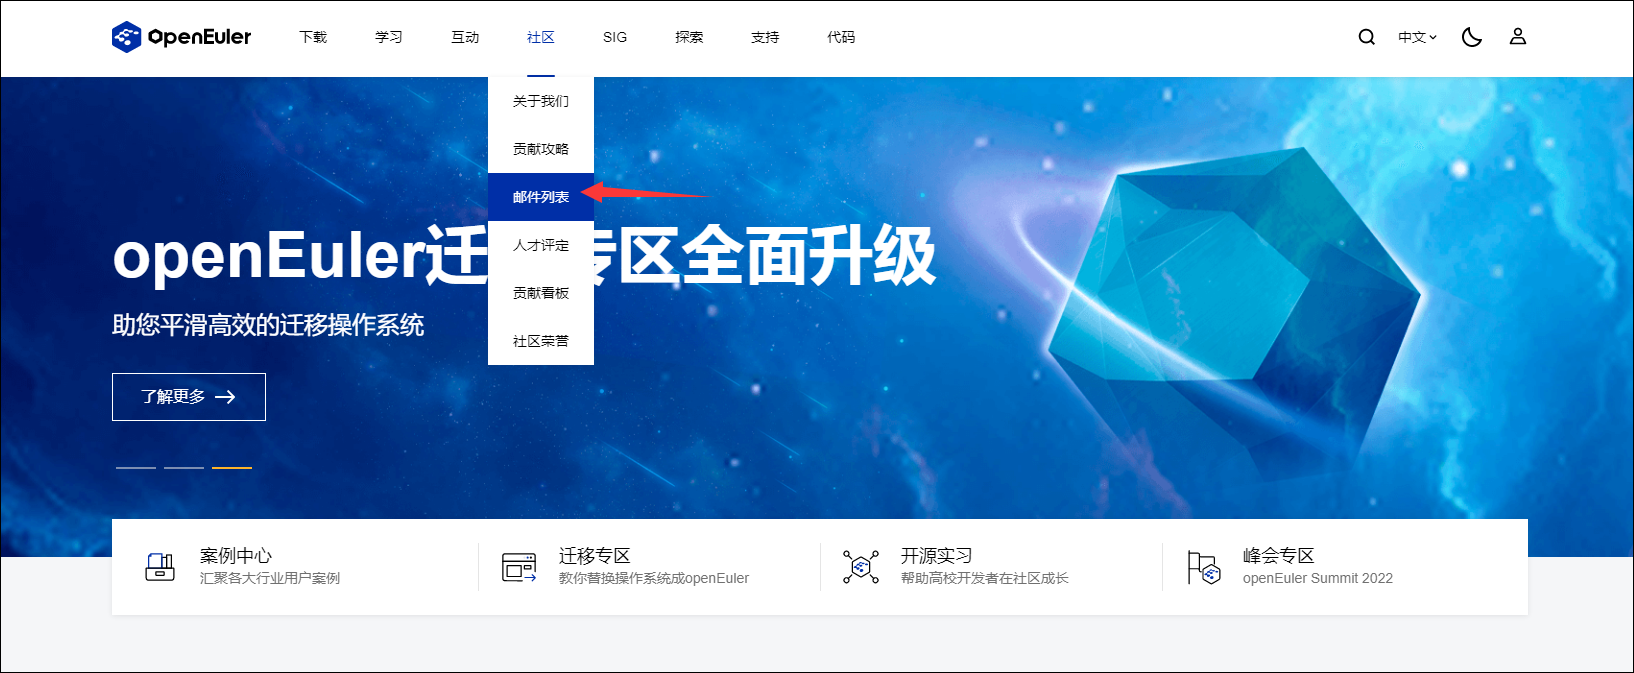 OpenEuler
下载
学习
互动
社区
SIG
探索
支持
代码
中文
关于我们
贡献攻略
邮件列表
人才评定
贡献看板
社区荣誉
openEuler迁 专区全面升级
助您平滑高效的迁移操作系统
了解更多
案例中心
汇聚各大行业用户案例
迁移专区
教你替换操作系统成openEuler
开源实习
帮助高校开发者在社区成长
峰会专区
openEuler Summit 2022